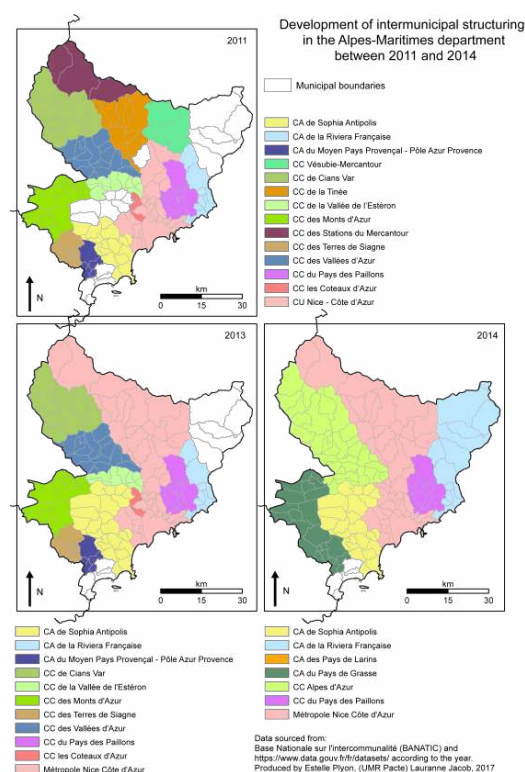 Development of intermunicipal structuring
in the Alpes-Maritimes department
between 2011 and 2014
2011
Municipal boundaries
CA de Sophia Antipolis
CA de la Riviera Française
CA du Moyen Pays Provençal - Pôle Azur Provence
CC Vésubie-Mercantour
CC de Cians Var
CC de la Tinée
CC de la Vallée de l'Estéron
CC des Monts d'Azur
CC des Stations du Mercantour
CC des Terres de Siagne
CC des Vallées d'Azur
CC du Pays des Paillons
CC les Coteaux d'Azur
CU Nice - Côte d'Azur
N
km
0 15 30
2013
N
km
0 15 30
2014
N
km
0 15 30
CA de Sophia Antipolis
CA de la Riviera Française
CA du Moyen Pays Provençal - Pôle Azur Provence
CC de Cians Var
CC de la Vallée de l'Estéron
CC des Monts d'Azur
CC des Terres de Siagne
CC des Vallées d'Azur
CC du Pays des Paillons
CC les Coteaux d'Azur
Métropole Nice Côte d'Azur
CA de Sophia Antipolis
CA de la Riviera Française
CA des Pays de Larins
CA du Pays de Grasse
CC Alpes d'Azur
CC du Pays des Paillons
Métropole Nice Côte d'Azur
Data sourced from:
Base Nationale sur l'intercommunalité (BANATIC) and
https://www.data.gouv.fr/fr/datasets/ according to the year.
Produced by Estelle Plyon, (UMR Pacte) Lauranne Jacob, 2017